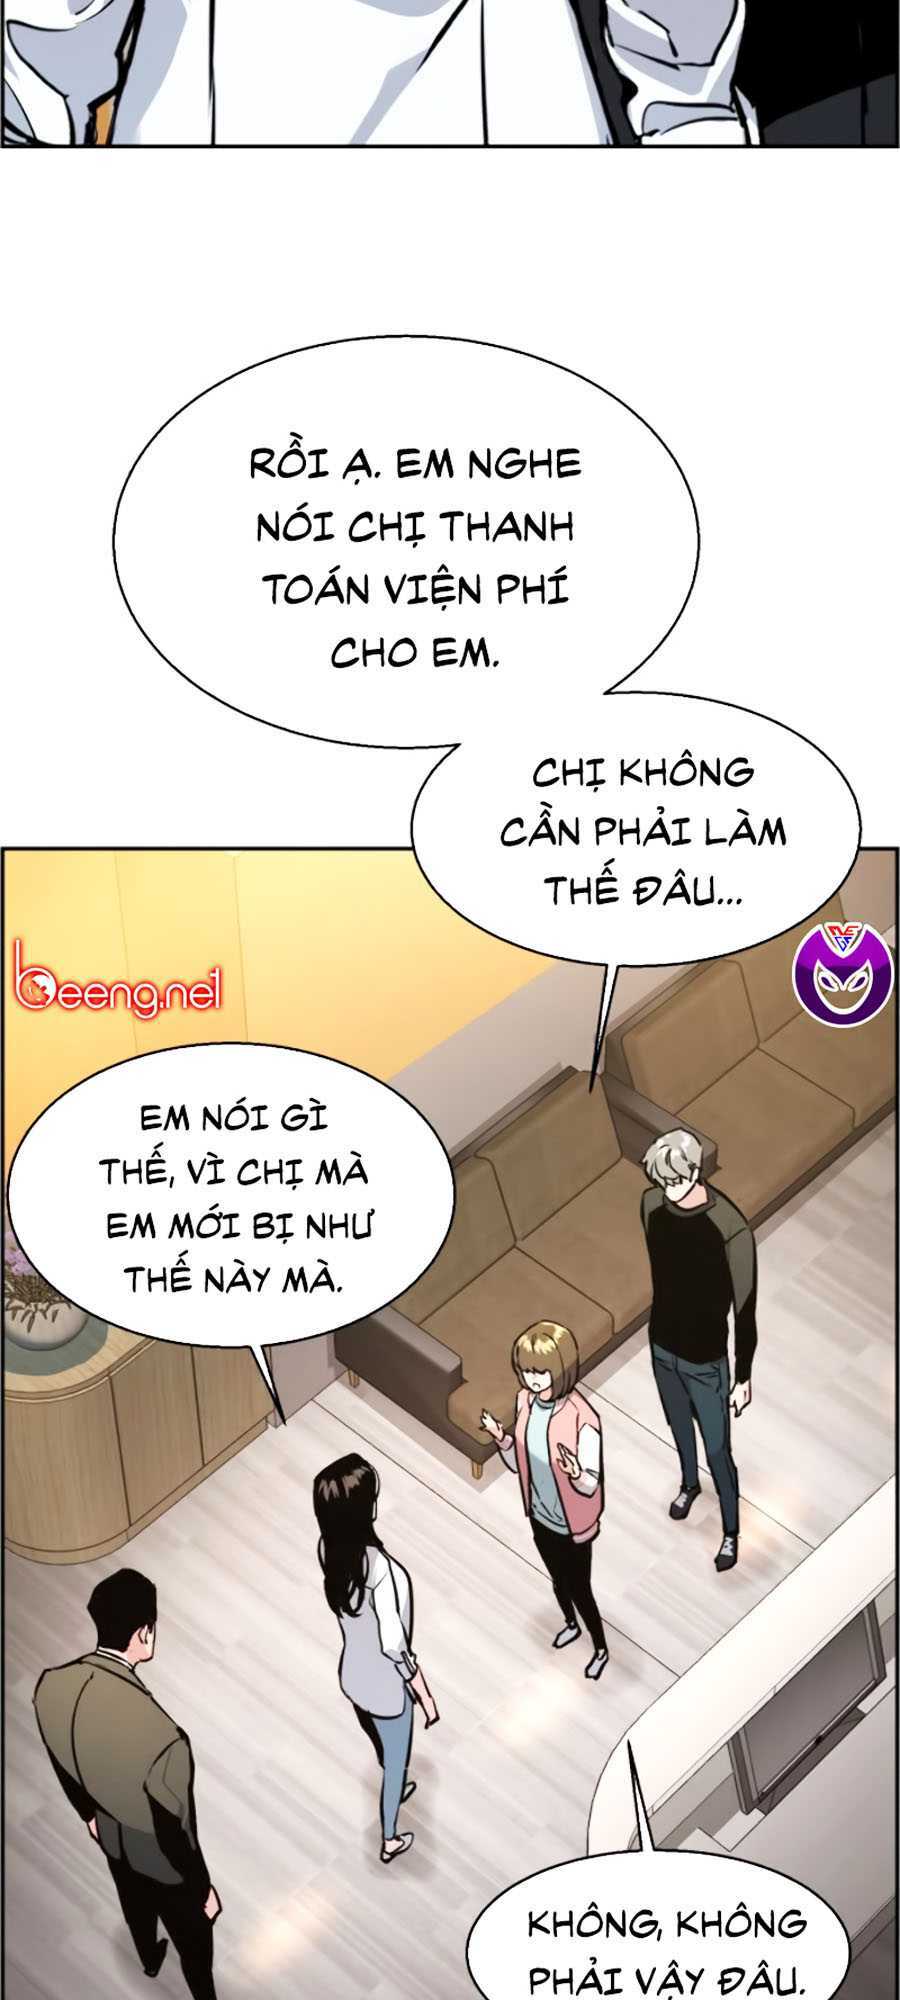 RỒI Ạ. EM NGHE
NÓI CHỊ THANH
TOÁN VIỆN PHÍ
CHO EM.
CHỊ KHÔNG
CẦN PHẢI LÀM
THẾ ĐÂU...
beeng.net
EM NÓI GÌ
THẾ, VÌ CHỊ MÀ
EM MỚI BỊ NHƯ
THẾ NÀY MÀ.
KHÔNG, KHÔNG
PHẢI VẬY ĐÂU.